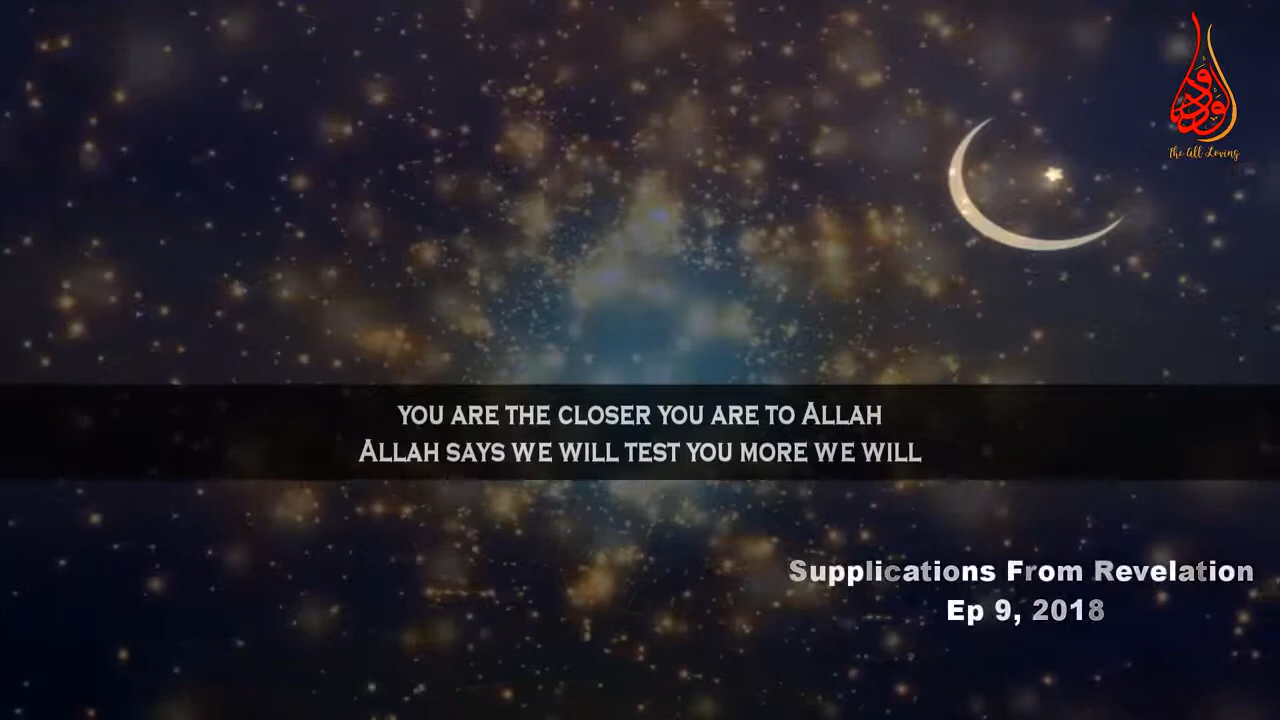 الودود
The All Loving
YOU ARE THE CLOSER YOU ARE TO ALLAH
ALLAH SAYS WE WILL TEST YOU MORE WE WILL
Supplications From Revelation
Ep 9, 2018